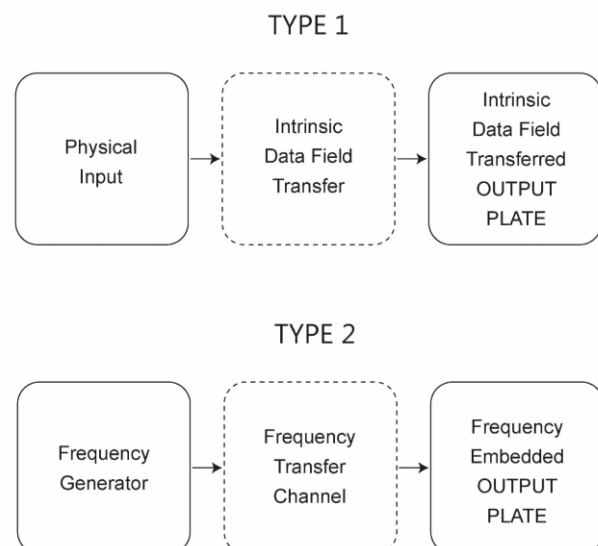 TYPE 1
Physical
Input
Intrinsic
Data Field
Transfer
Intrinsic
Data Field
Transferred
OUTPUT
PLATE
TYPE 2
Frequency
Generator
Frequency
Transfer
Channel
Frequency
Embedded
OUTPUT
PLATE